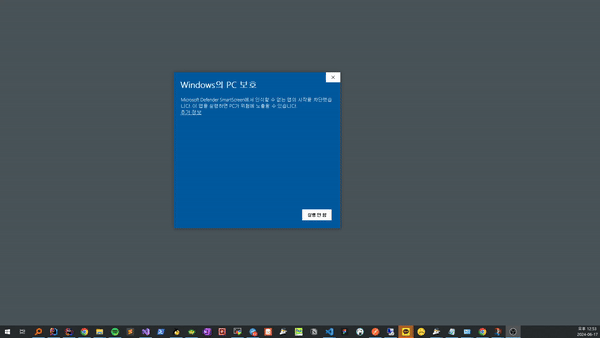 Windows의 PC 보호
Microsoft Defender SmartScreen에서 인식할 수 없는 앱의 시작을 차단했습
니다. 이 앱을 실행하면 PC가 위험에 노출될 수 있습니다.
추가 정보
실행 안 함
오후 12:53
2024-06-17